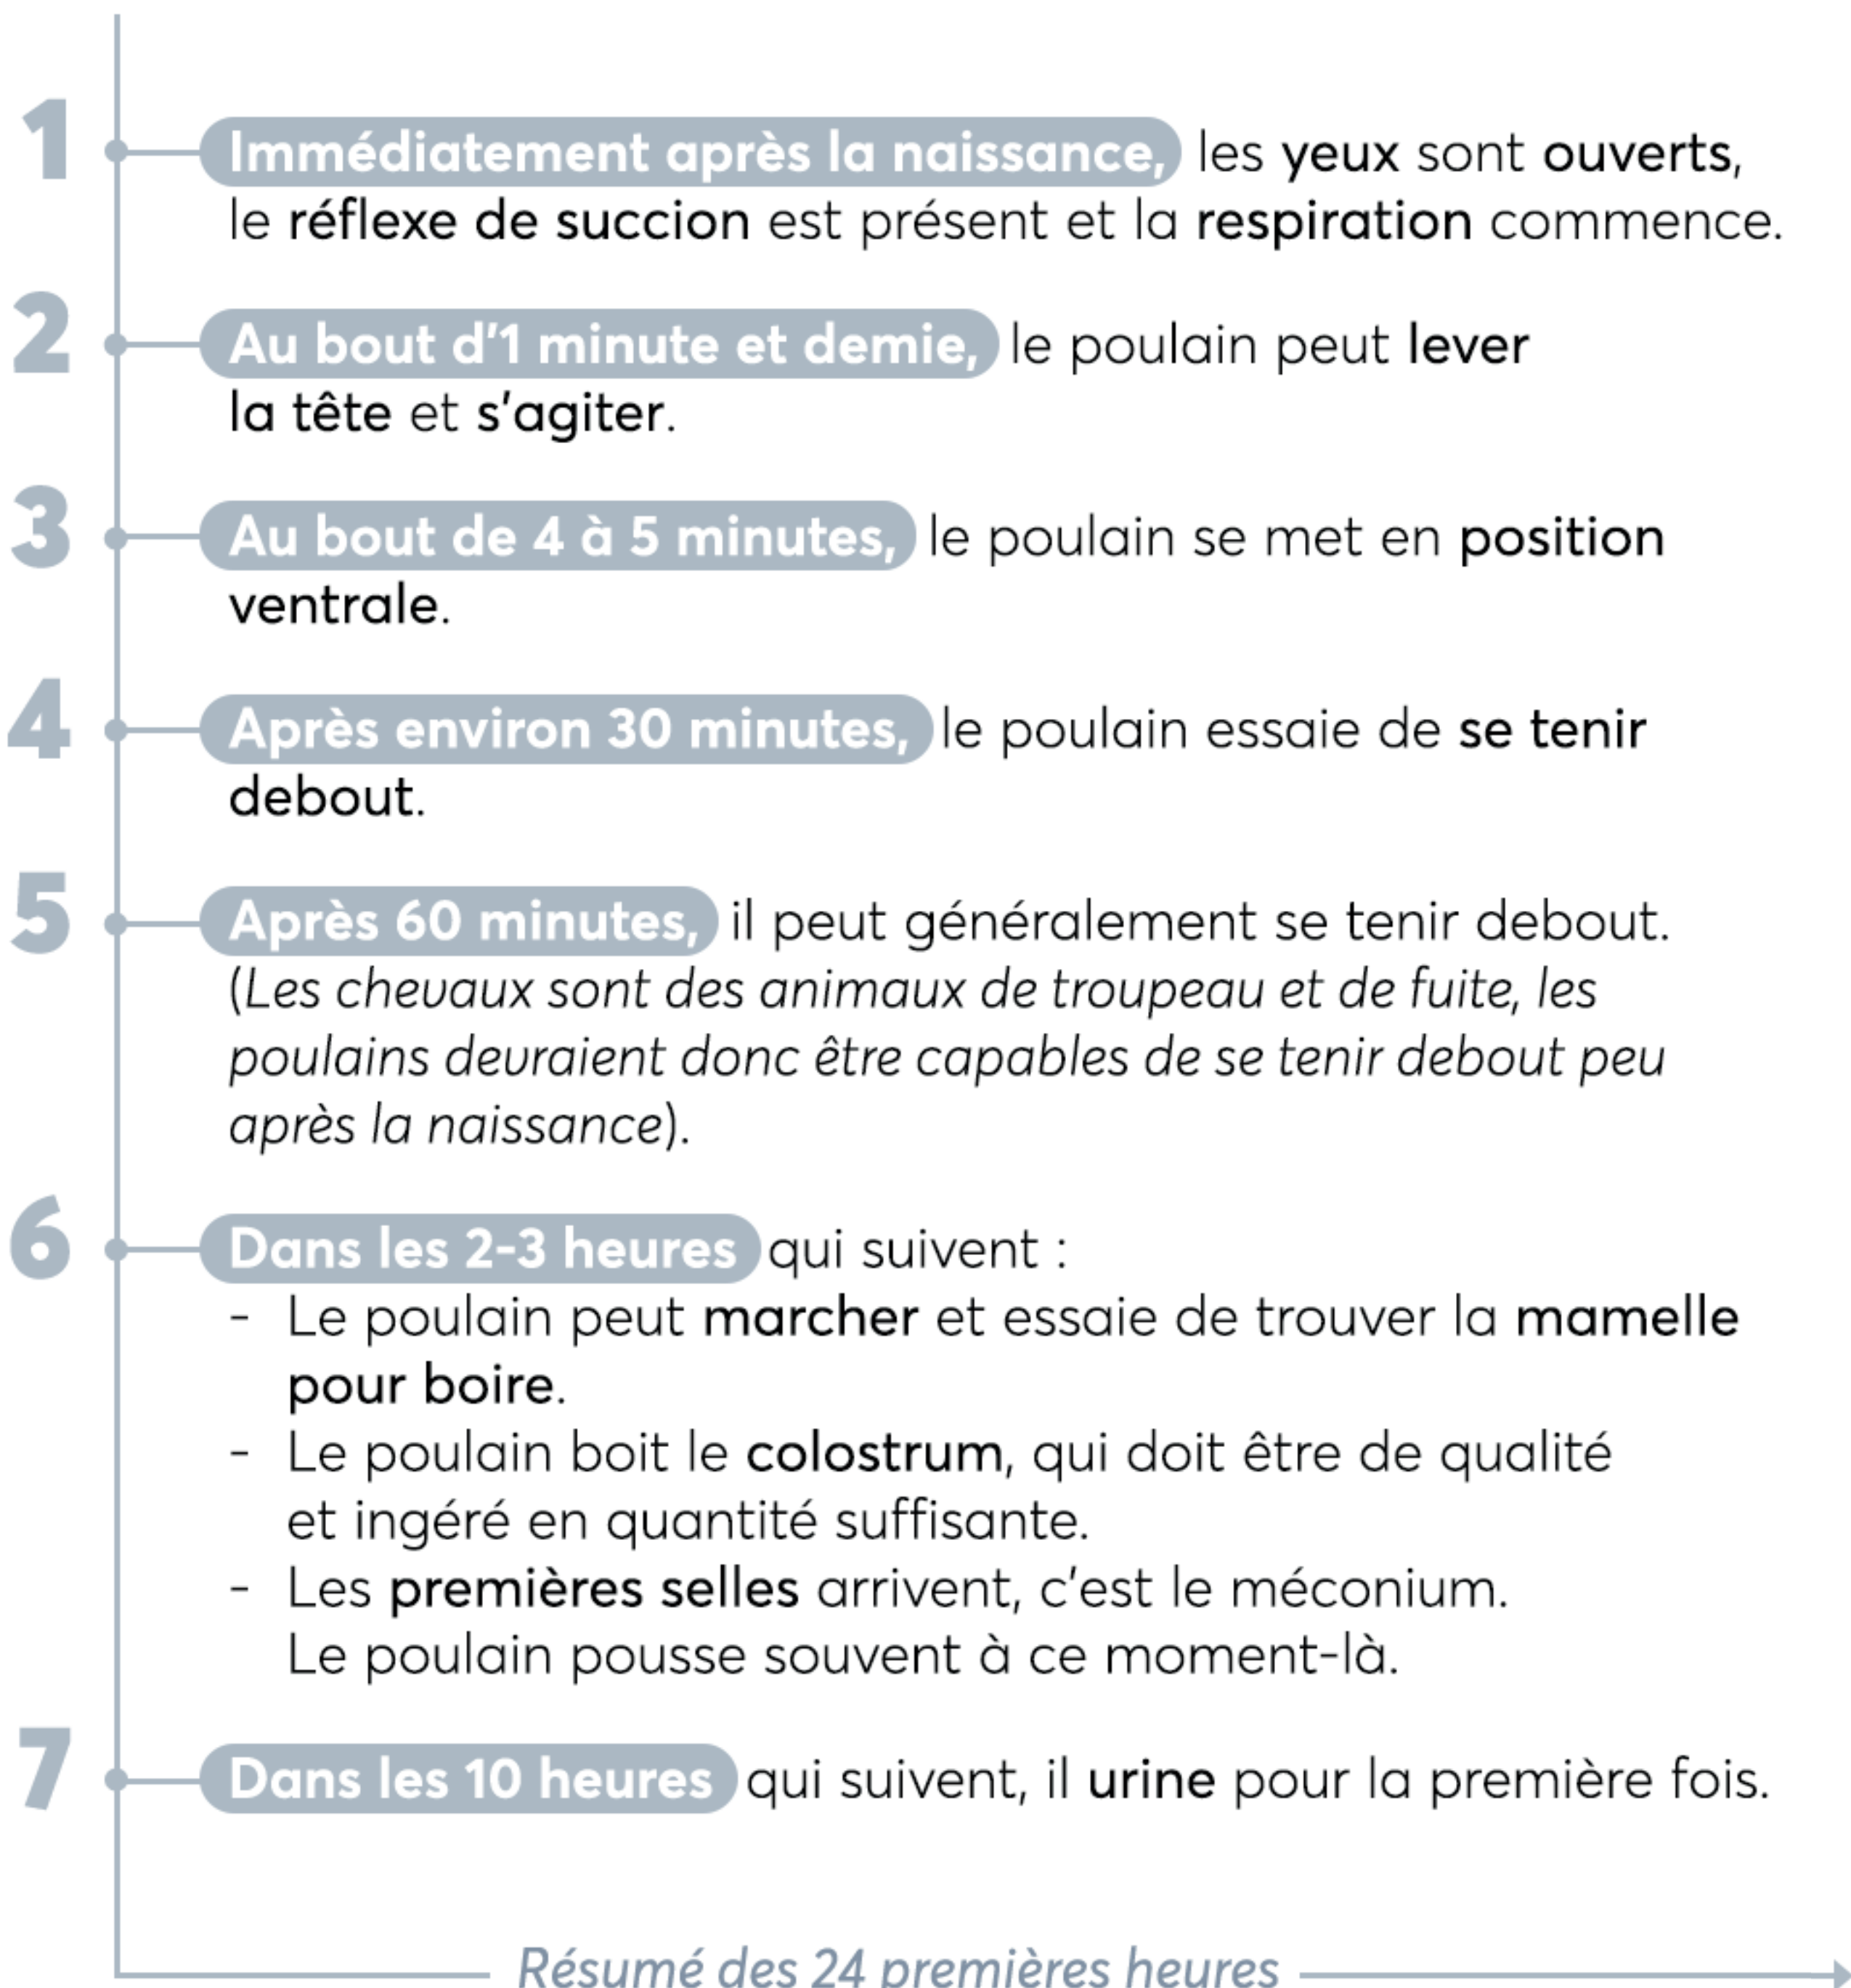 1 Immédiatement après la naissance, les yeux sont ouverts,
le réflexe de succion est présent et la respiration commence.
2 Au bout d'1 minute et demie, le poulain peut lever
la tête et s'agiter.
3 Au bout de 4 à 5 minutes, le poulain se met en position
ventrale.
4 Après environ 30 minutes, le poulain essaie de se tenir
debout.
5 Après 60 minutes, il peut généralement se tenir debout.
(Les chevaux sont des animaux de troupeau et de fuite, les
poulains devraient donc être capables de se tenir debout peu
après la naissance).
6 Dans les 2-3 heures qui suivent :
- Le poulain peut marcher et essaie de trouver la mamelle
pour boire.
- Le poulain boit le colostrum, qui doit être de qualité
et ingéré en quantité suffisante.
- Les premières selles arrivent, c'est le méconium.
Le poulain pousse souvent à ce moment-là.
7 Dans les 10 heures qui suivent, il urine pour la première fois.
Résumé des 24 premières heures